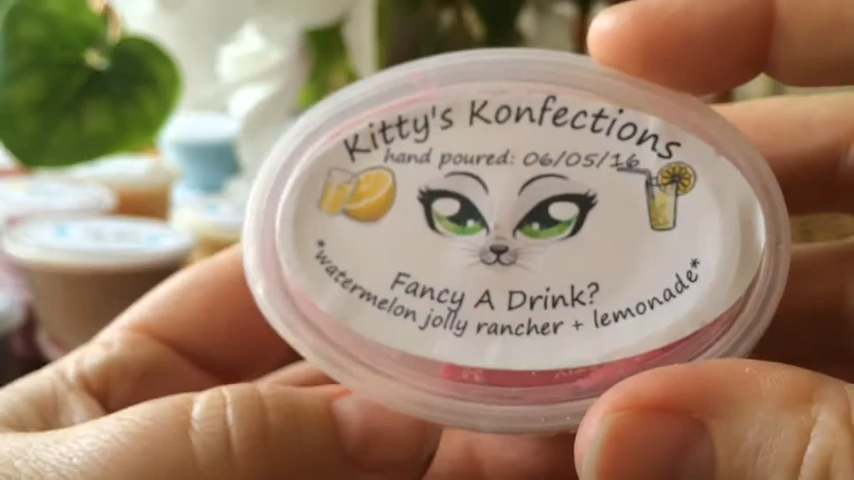 Kitty's Konfections
hand poured: 06/05/16
Fancy A Drink?
*watermelon jolly rancher + lemonade*